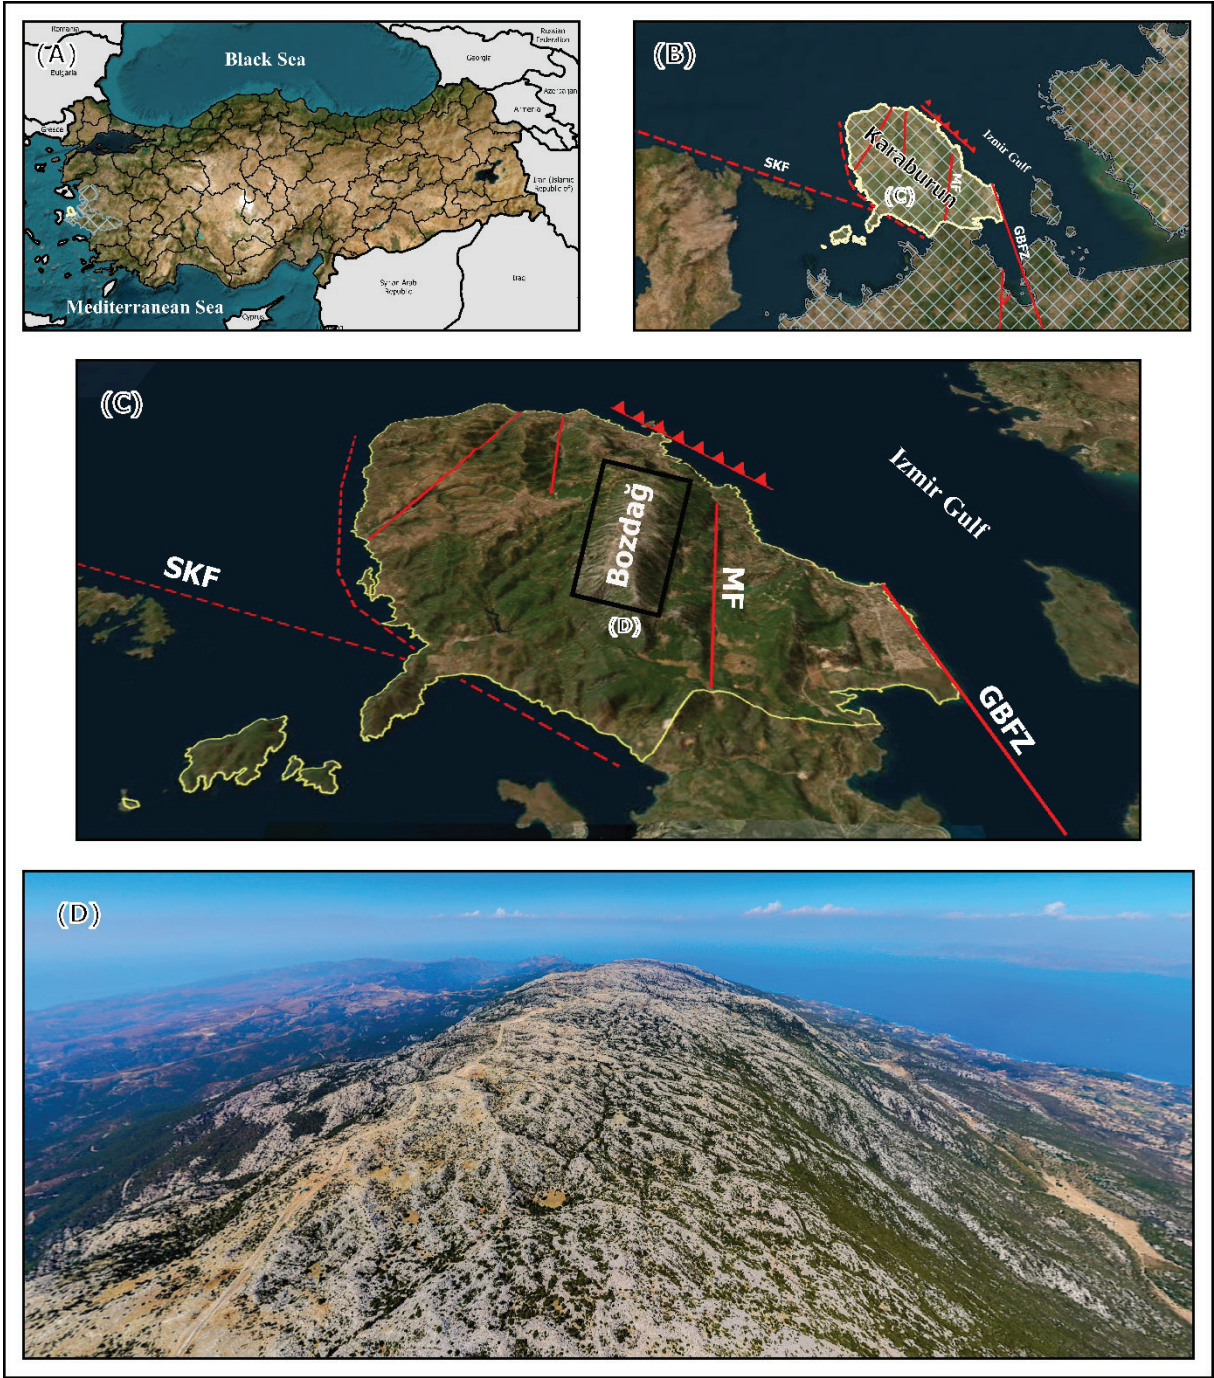 (A)
Black Sea
Romania
Bulgaria
Greece
Russian
Federation
Georgia
Armenia
Azerbaijan
Iran (Islamic
Republic of)
Iraq
Syrian Arab
Republic
Cyprus
Mediterranean Sea
(B)
SKF
Karaburun
(C)
MF
Izmir Gulf
GBFZ
(C)
SKF
Bozdağ
(D)
MF
Izmir Gulf
GBFZ
(D)